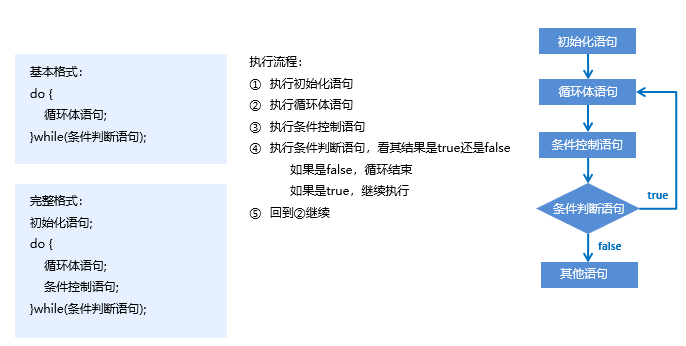 基本格式：
do {
循环体语句;
}while(条件判断语句);
完整格式：
初始化语句;
do {
循环体语句;
条件控制语句;
}while(条件判断语句);
执行流程：
① 执行初始化语句
② 执行循环体语句
③ 执行条件控制语句
④ 执行条件判断语句，看其结果是true还是false
如果是false，循环结束
如果是true，继续执行
⑤ 回到②继续
初始化语句
循环体语句
条件控制语句
条件判断语句
true
false
其他语句